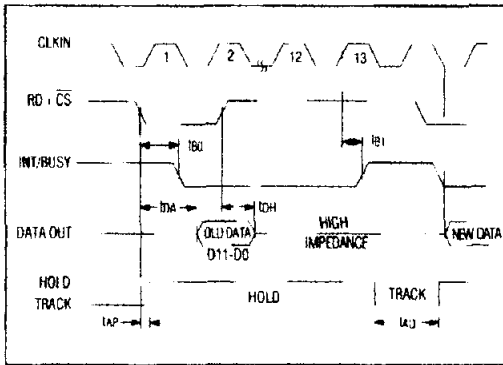 CLKIN 1 2 12 13
RD + CS
tBD tB1
INT/BUSY
tDA tDH
DATA OUT OLD DATA HIGH IMPEDANCE NEW DATA
D11-D0
HOLD HOLD TRACK
TRACK
tAP tAU